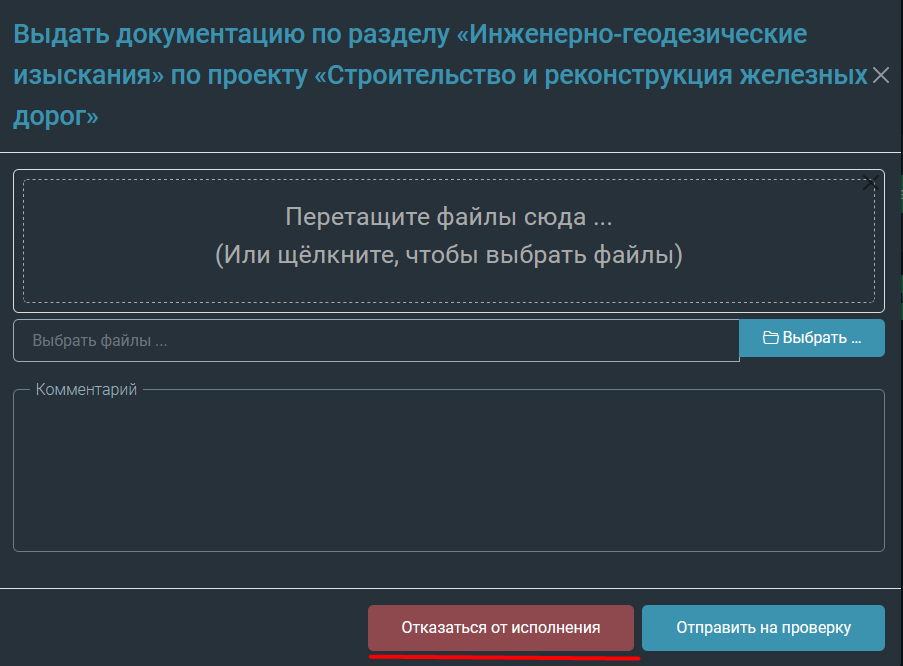 Выдать документацию по разделу «Инженерно-геодезические
изыскания» по проекту «Строительство и реконструкция железных
дорог»
Перетащите файлы сюда ...
(Или щёлкните, чтобы выбрать файлы)
Выбрать файлы ...
Выбрать ...
Комментарий
Отказаться от исполнения
Отправить на проверку